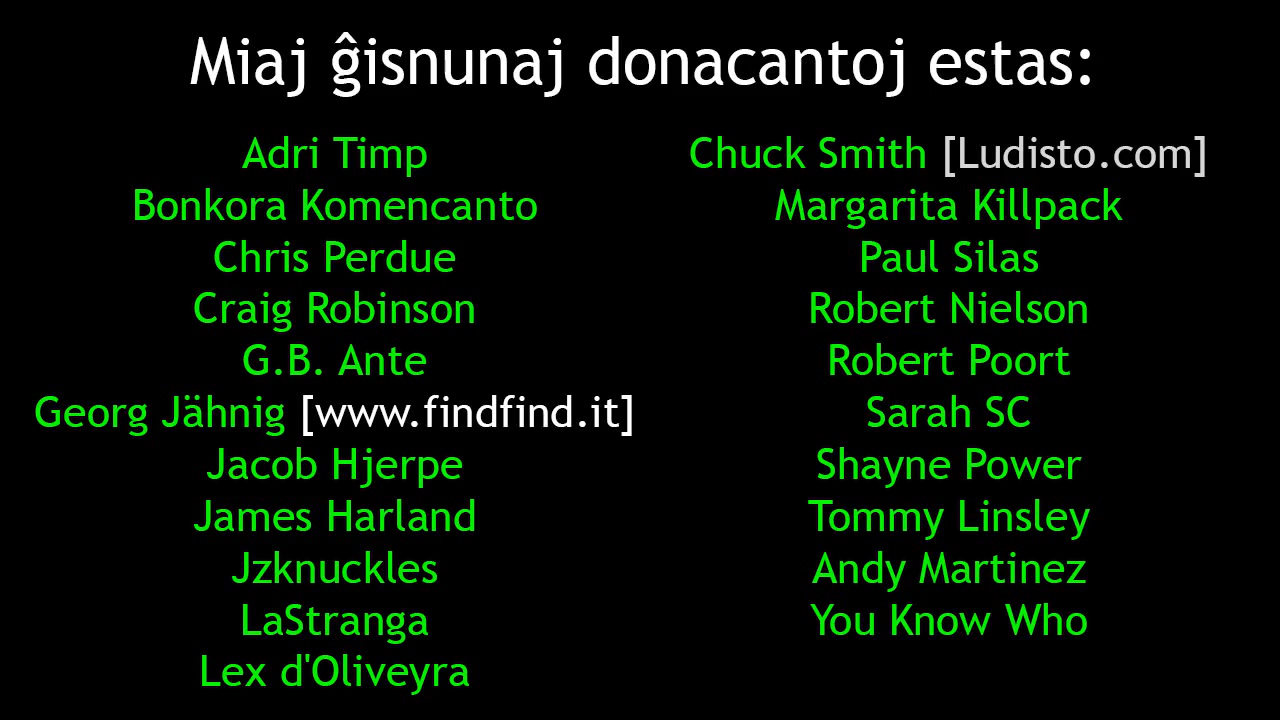 Miaj ĝisnunaj donacantoj estas:
Adri Timp
Bonkora Komencanto
Chris Perdue
Craig Robinson
G.B. Ante
Georg Jähnig [www.findfind.it]
Jacob Hjerpe
James Harland
Jzknuckles
LaStranga
Lex d'Oliveyra
Chuck Smith [Ludisto.com]
Margarita Killpack
Paul Silas
Robert Nielson
Robert Poort
Sarah SC
Shayne Power
Tommy Linsley
Andy Martinez
You Know Who